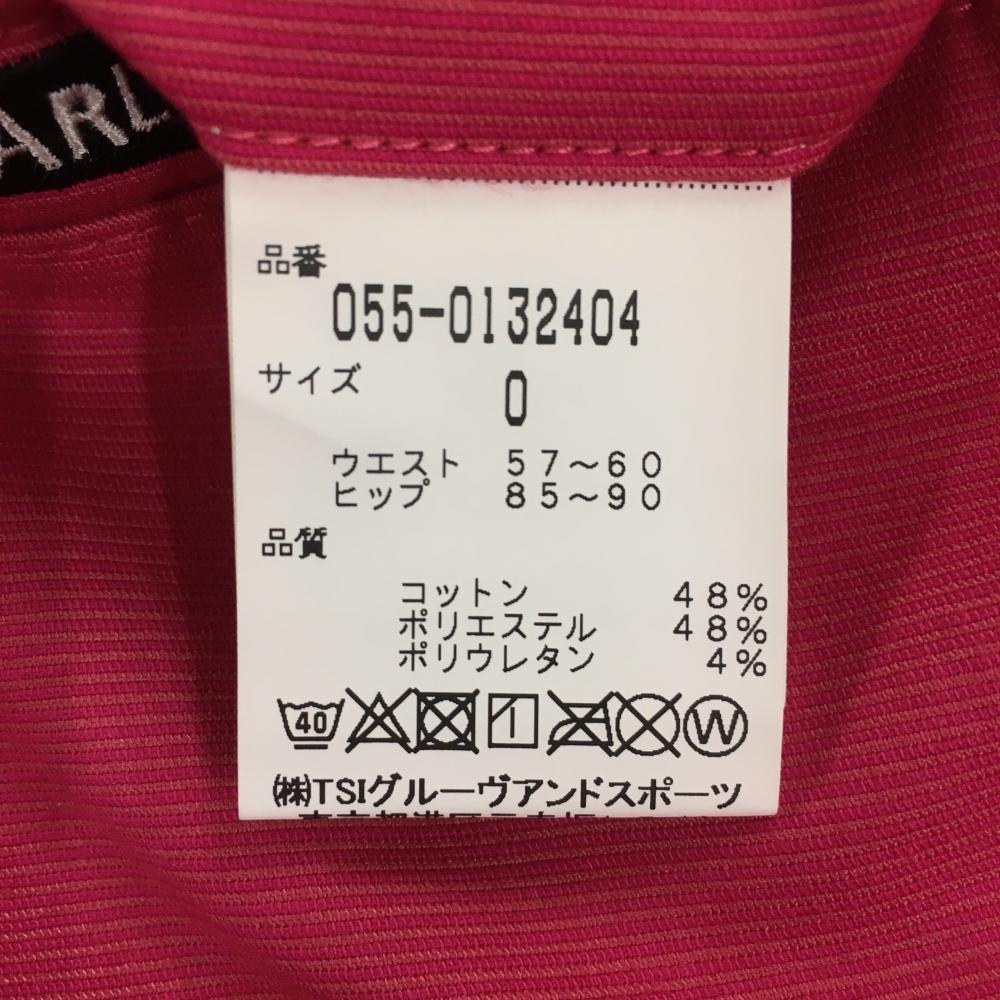 ARL
品番
055-0132404
サイズ
0
ウエスト 57～60
ヒップ 85～90
品質
コットン 48%
ポリエステル 48%
ポリウレタン 4%
40
W
㈱TSIグルーヴアンドスポーツ